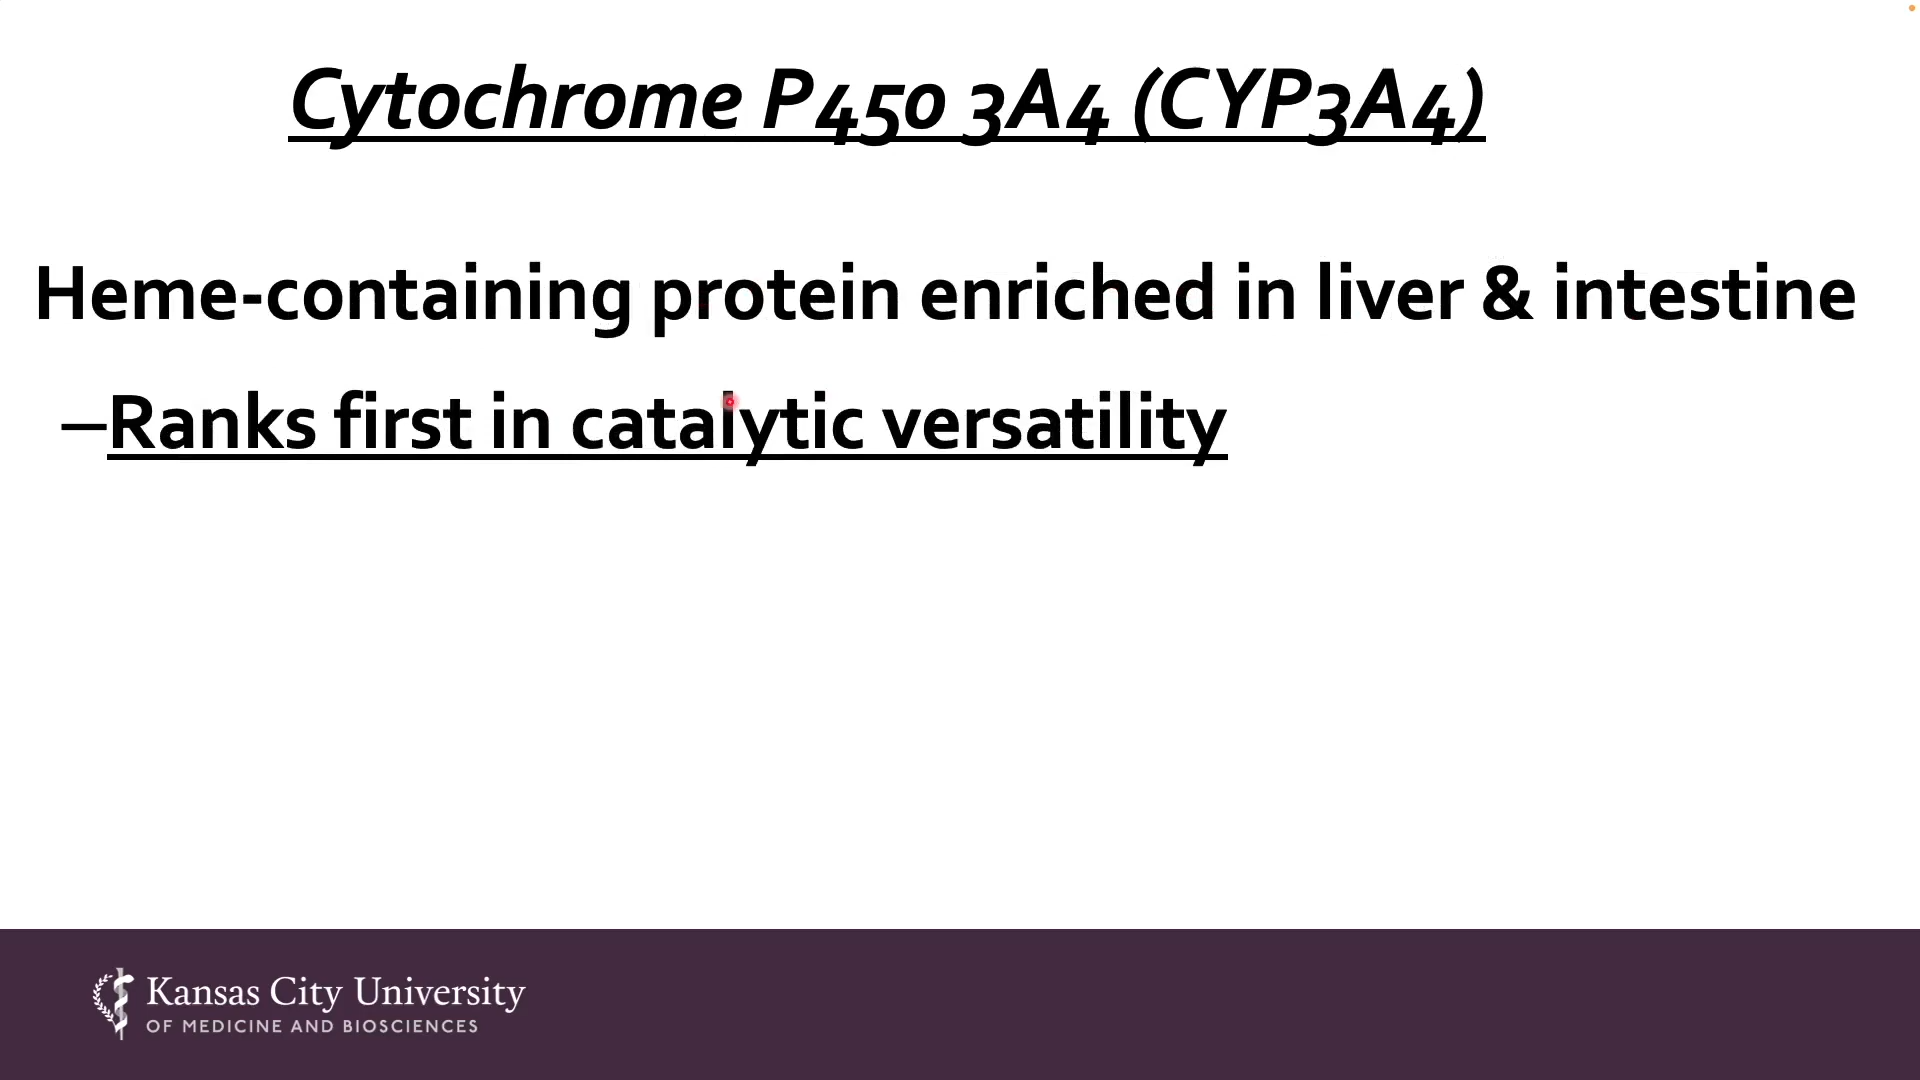 Cytochrome P450 3A4 (CYP3A4)
Heme-containing protein enriched in liver & intestine
–Ranks first in catalytic versatility
Kansas City University
OF MEDICINE AND BIOSCIENCES